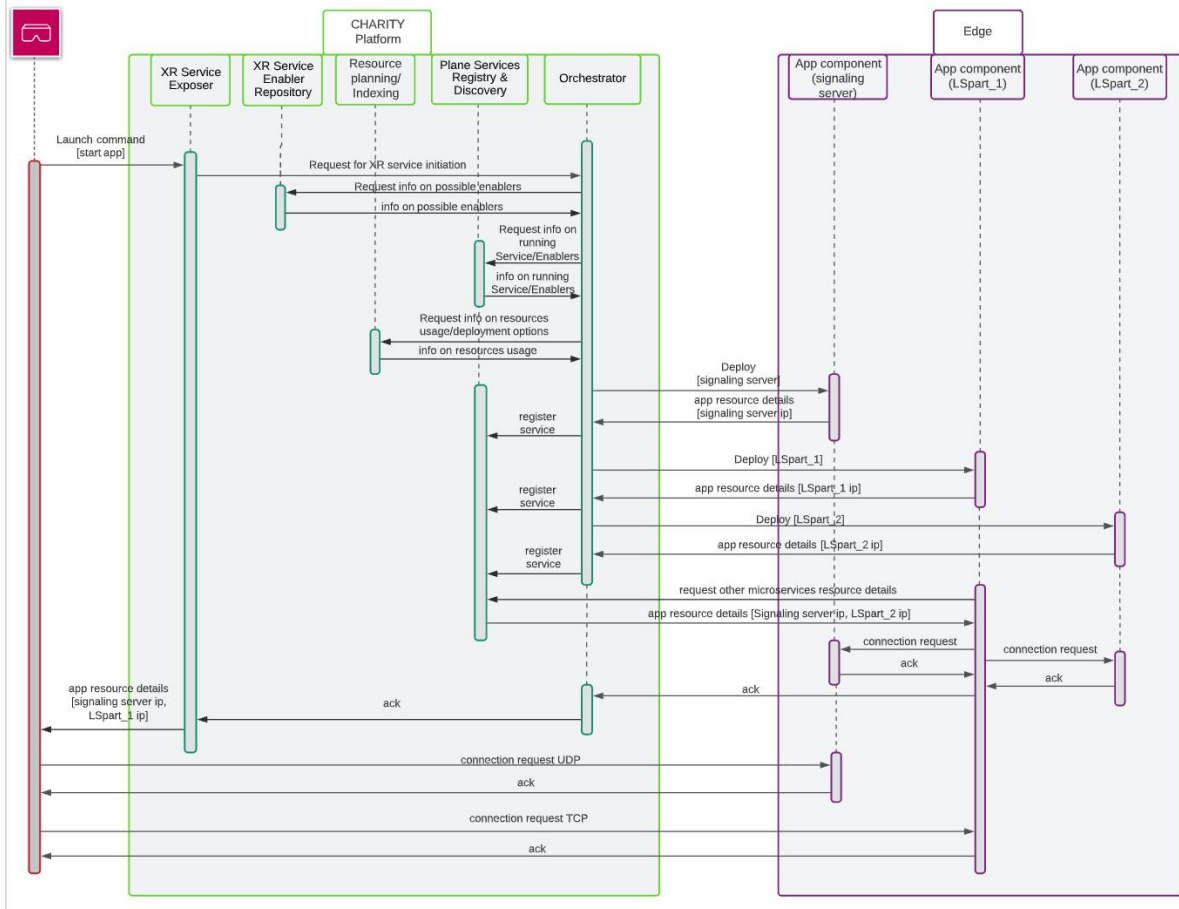 CHARITY
Platform
Edge
XR Service
Exposer
XR Service
Enabler
Repository
Resource
planning/
Indexing
Plane Services
Registry &
Discovery
Orchestrator
App component
(signaling
server)
App component
(LSpart_1)
App component
(LSpart_2)
Launch command
[start app]
Request for XR service initiation
Request info on possible enablers
info on possible enablers
Request info on
running
Service/Enablers
info on running
Service/Enablers
Request info on resources
usage/deployment options
info on resources usage
Deploy
[signaling server]
app resource details
[signaling server ip]
register
service
Deploy [LSpart_1]
app resource details [LSpart_1 ip]
register
service
Deploy [LSpart_2]
app resource details [LSpart_2 ip]
register
service
request other microservices resource details
app resource details [Signaling server ip, LSpart_2 ip]
connection request
connection request
ack
ack
ack
ack
app resource details
[signaling server ip,
LSpart_1 ip]
connection request UDP
ack
connection request TCP
ack